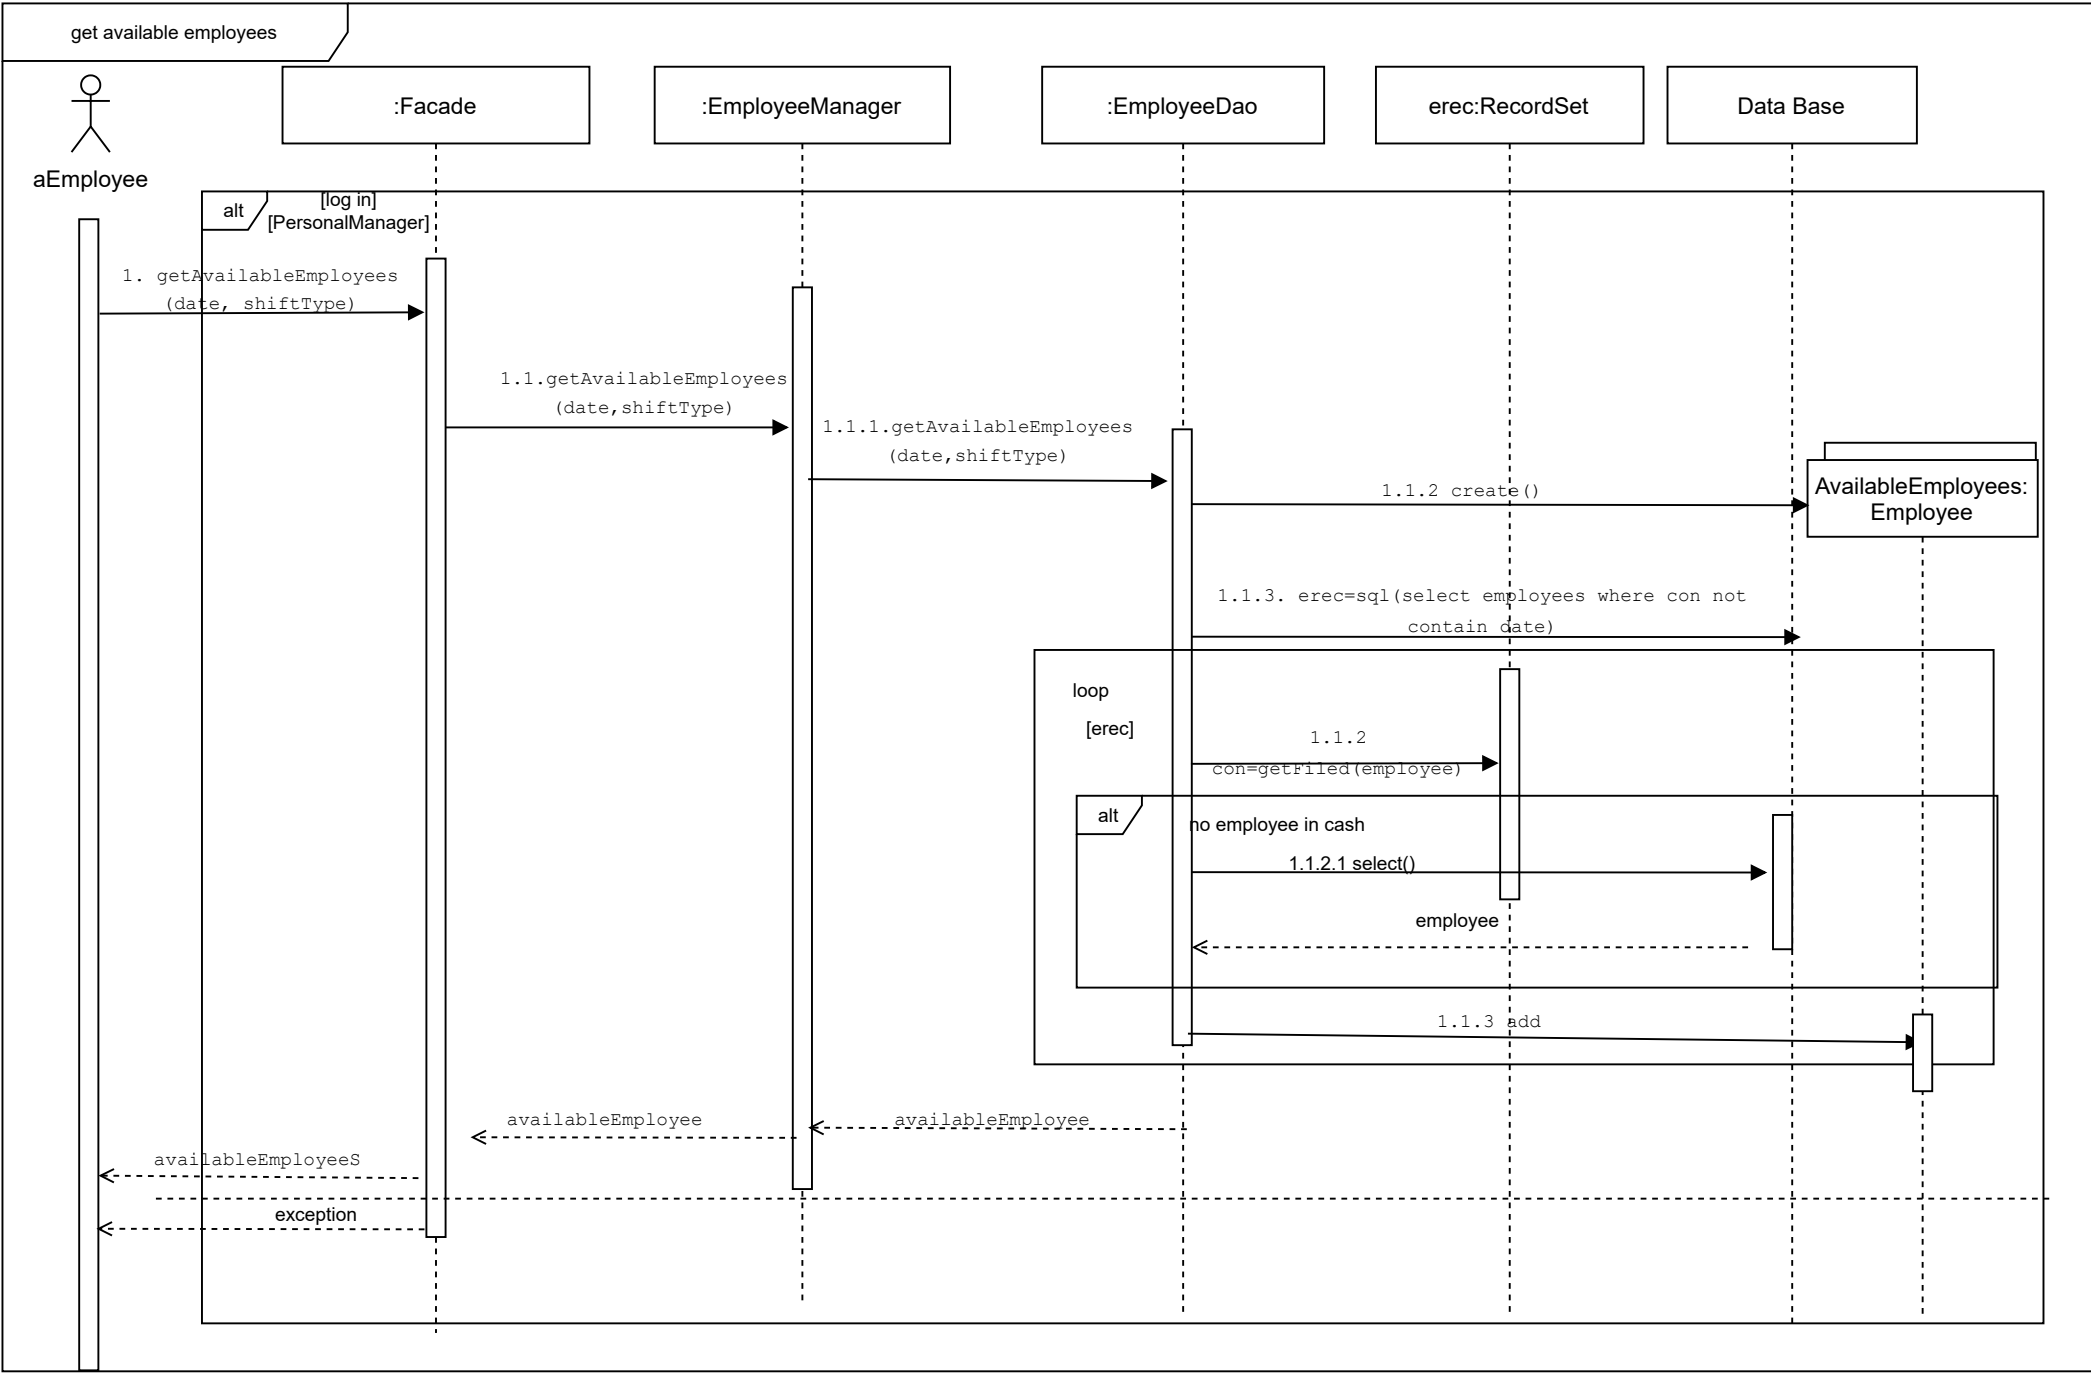 get available employees
:Facade
:EmployeeManager
:EmployeeDao
erec:RecordSet
Data Base
aEmployee
alt
[log in]
[PersonalManager]
1. getAvailableEmployees
(date, shiftType)
1.1.getAvailableEmployees
(date,shiftType)
1.1.1.getAvailableEmployees
(date,shiftType)
1.1.2 create()
AvailableEmployees:
Employee
1.1.3. erec=sql(select employees where con not
contain date)
loop
[erec]
1.1.2
con=getFiled(employee)
alt
no employee in cash
1.1.2.1 select()
employee
1.1.3 add
availableEmployee
availableEmployee
availableEmployeeS
exception